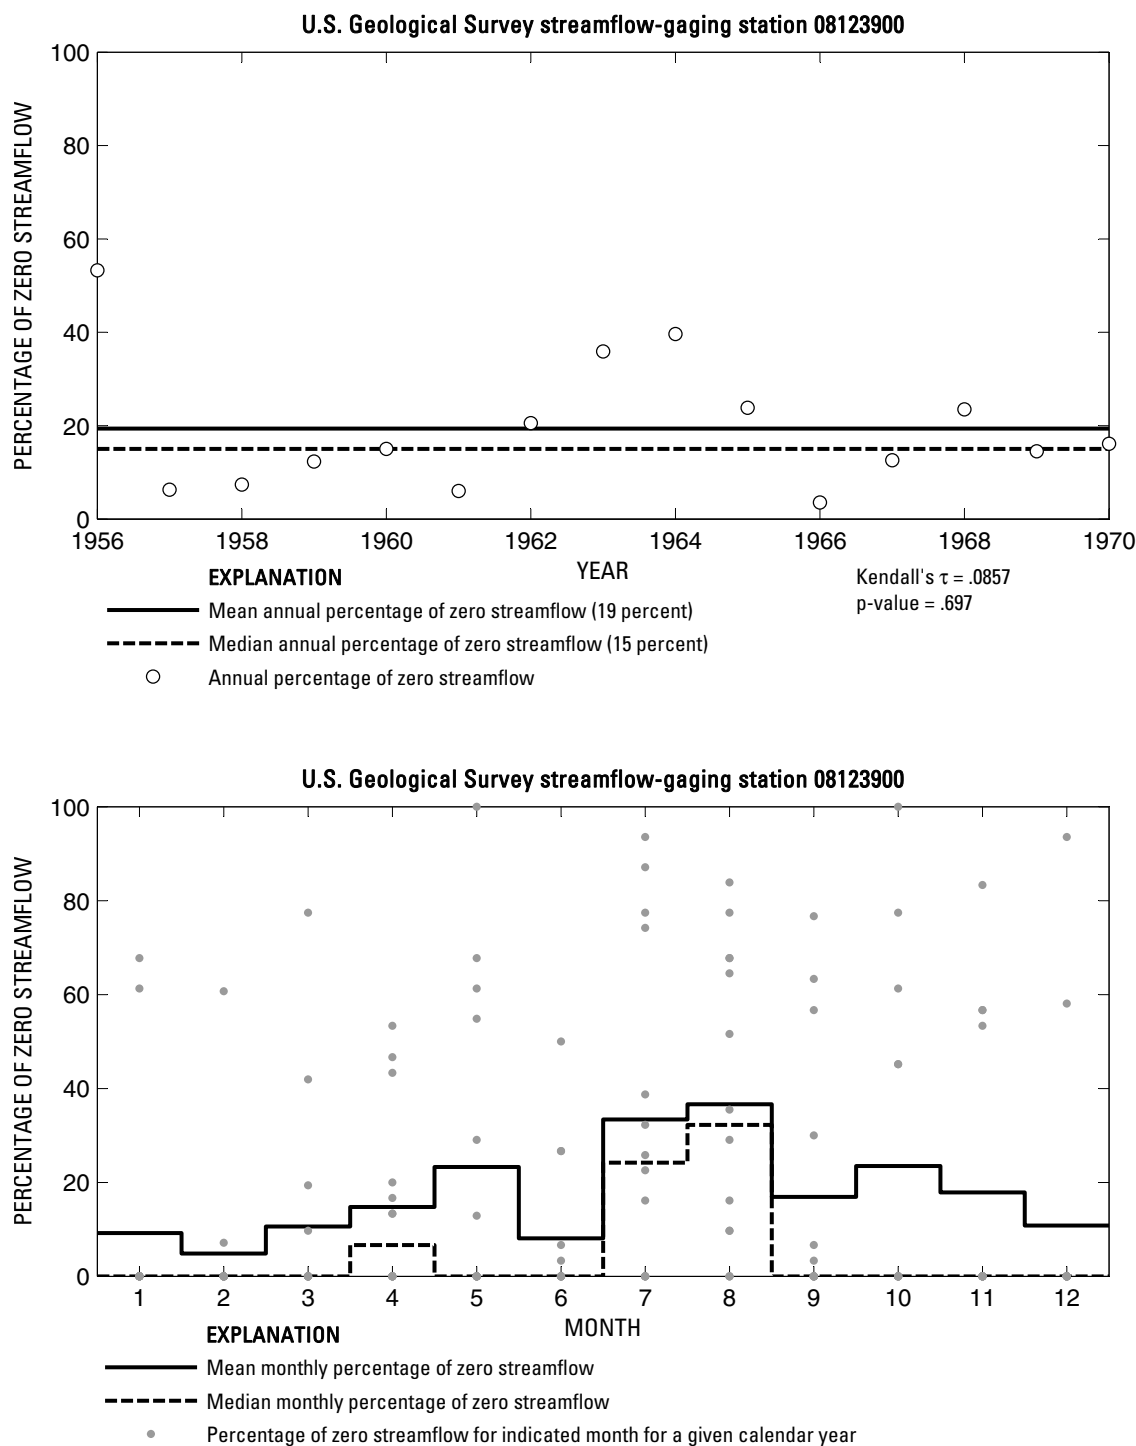 U.S. Geological Survey streamflow-gaging station 08123900
PERCENTAGE OF ZERO STREAMFLOW
100
80
60
40
20
0
1956 1958 1960 1962 1964 1966 1968 1970
YEAR
EXPLANATION
Kendall's τ = .0857
p-value = .697
Mean annual percentage of zero streamflow (19 percent)
Median annual percentage of zero streamflow (15 percent)
Annual percentage of zero streamflow
U.S. Geological Survey streamflow-gaging station 08123900
PERCENTAGE OF ZERO STREAMFLOW
100
80
60
40
20
0
1 2 3 4 5 6 7 8 9 10 11 12
MONTH
EXPLANATION
Mean monthly percentage of zero streamflow
Median monthly percentage of zero streamflow
Percentage of zero streamflow for indicated month for a given calendar year